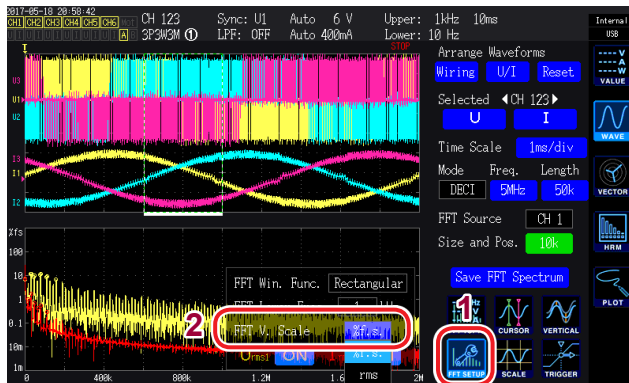 2017-05-18 20:58:42
CH1 CH2 CH3 CH4 CH5 CH6 Mot CH 123 Sync: U1 Auto 6 V Upper: 1kHz 10ms Internal
U I U I U I U I U I U I A B 3P3W3M ① LPF: OFF Auto 400mA Lower: 10 Hz USB
STOP
Arrange Waveforms
Wiring U/I Reset
VALUE
U3
U1
U2
Selected CH 123
U I
WAVE
Time Scale 1ms/div
I3
I1
I2
Mode Freq. Length
DECI 5MHz 50k
VECTOR
FFT Source CH 1
Size and Pos. 10k
HRM
%fs
100
10
1
0.1
10m
1m
FFT Win. Func. Rectangular
Save FFT Spectrum
PLOT
1
CURSOR VERTICAL
2
FFT V. Scale %f.s.
Urms1 ON %f.s.
rms
FFT SETUP SCALE TRIGGER
0 400k 800k 1.2M 1.6 2M